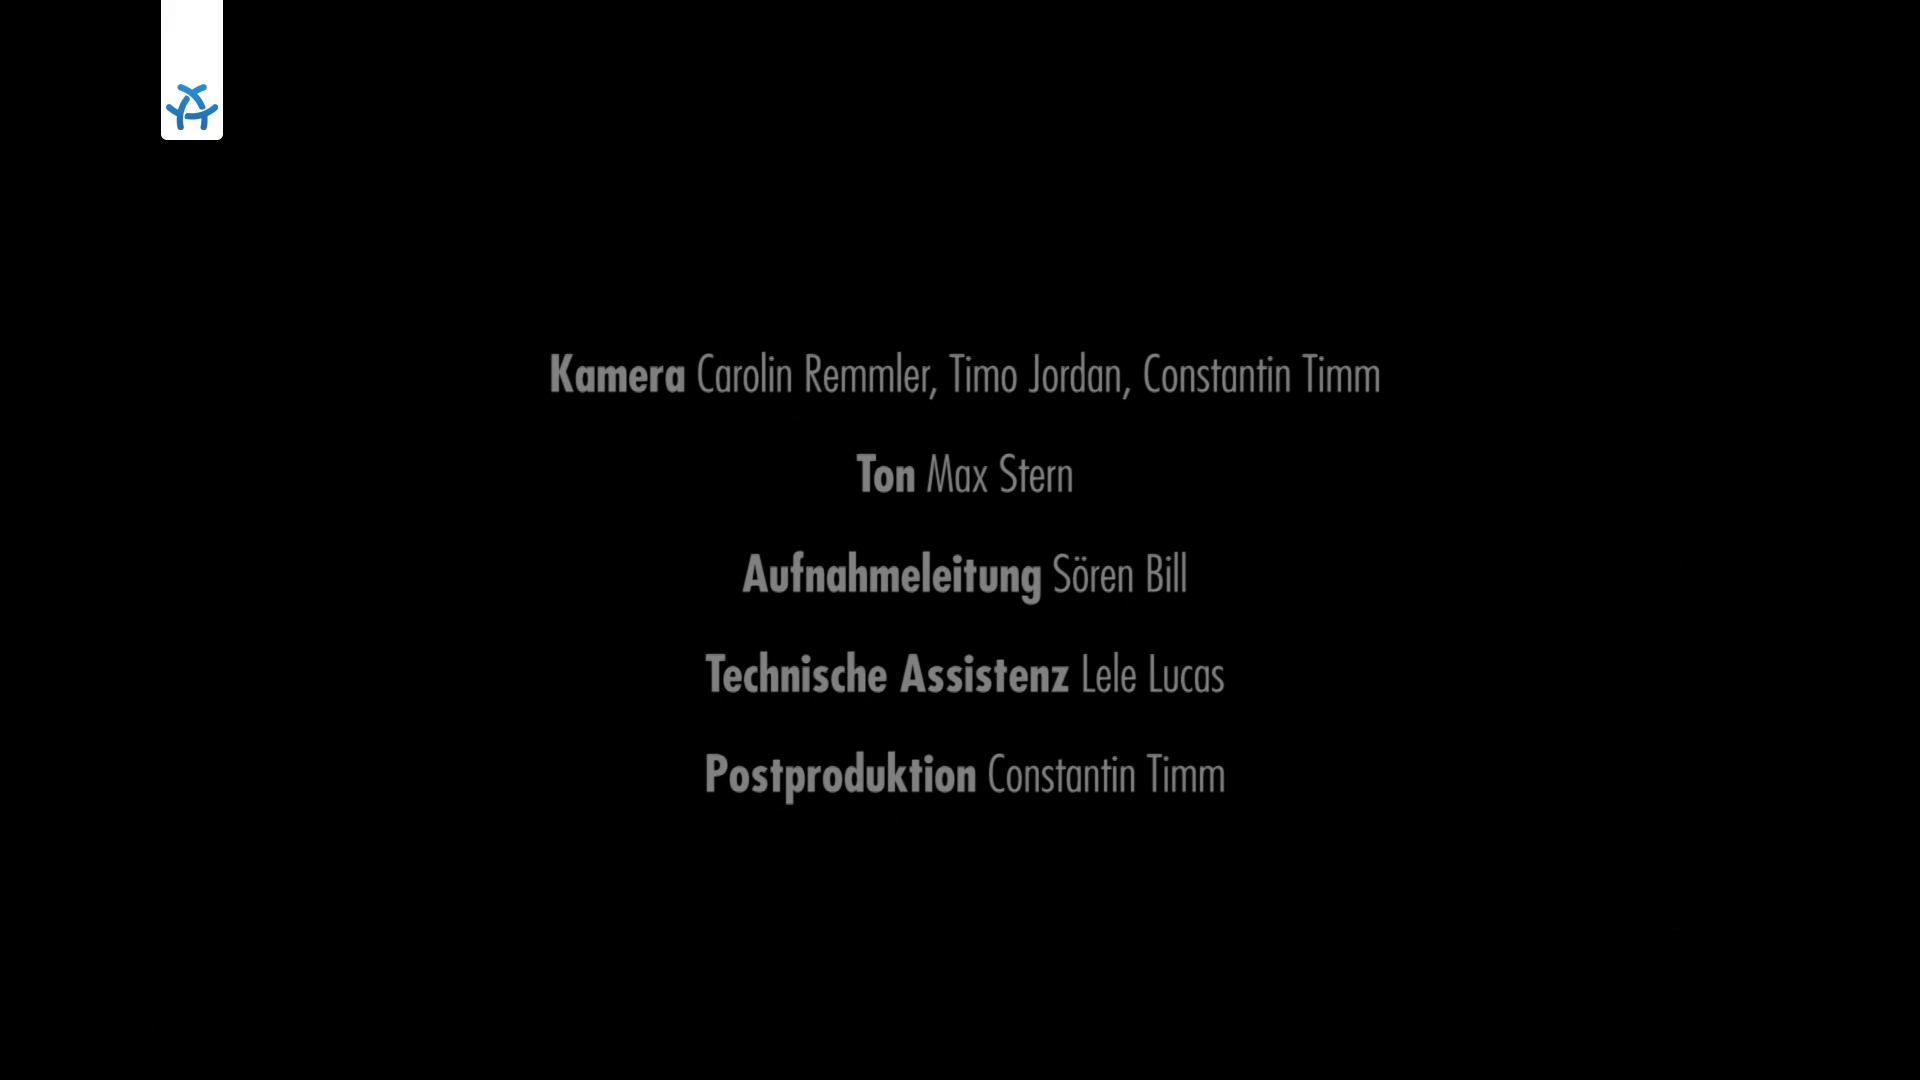 Kamera Carolin Remmler, Timo Jordan, Constantin Timm
Ton Max Stern
Aufnahmeleitung Sören Bill
Technische Assistenz Lele Lucas
Postproduktion Constantin Timm